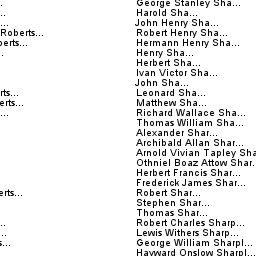 George Stanley Sha...
Harold Sha...
John Henry Sha...
Roberts... Robert Henry Sha...
berts... Hermann Henry Sha...
Henry Sha...
Herbert Sha...
Ivan Victor Sha...
John Sha...
rts... Leonard Sha...
erts... Matthew Sha...
... Richard Wallace Sha...
Thomas William Sha...
Alexander Shar...
Archibald Allan Shar...
Arnold Vivian Tapley Sha
Othniel Boaz Attow Shar.
Herbert Francis Shar...
Frederick James Shar...
erts... Robert Shar...
Stephen Shar...
Thomas Shar...
.. Robert Charles Sharp...
... Lewis Withers Sharp...
s... George William Sharpl...
Hayward Onslow Sharpl...